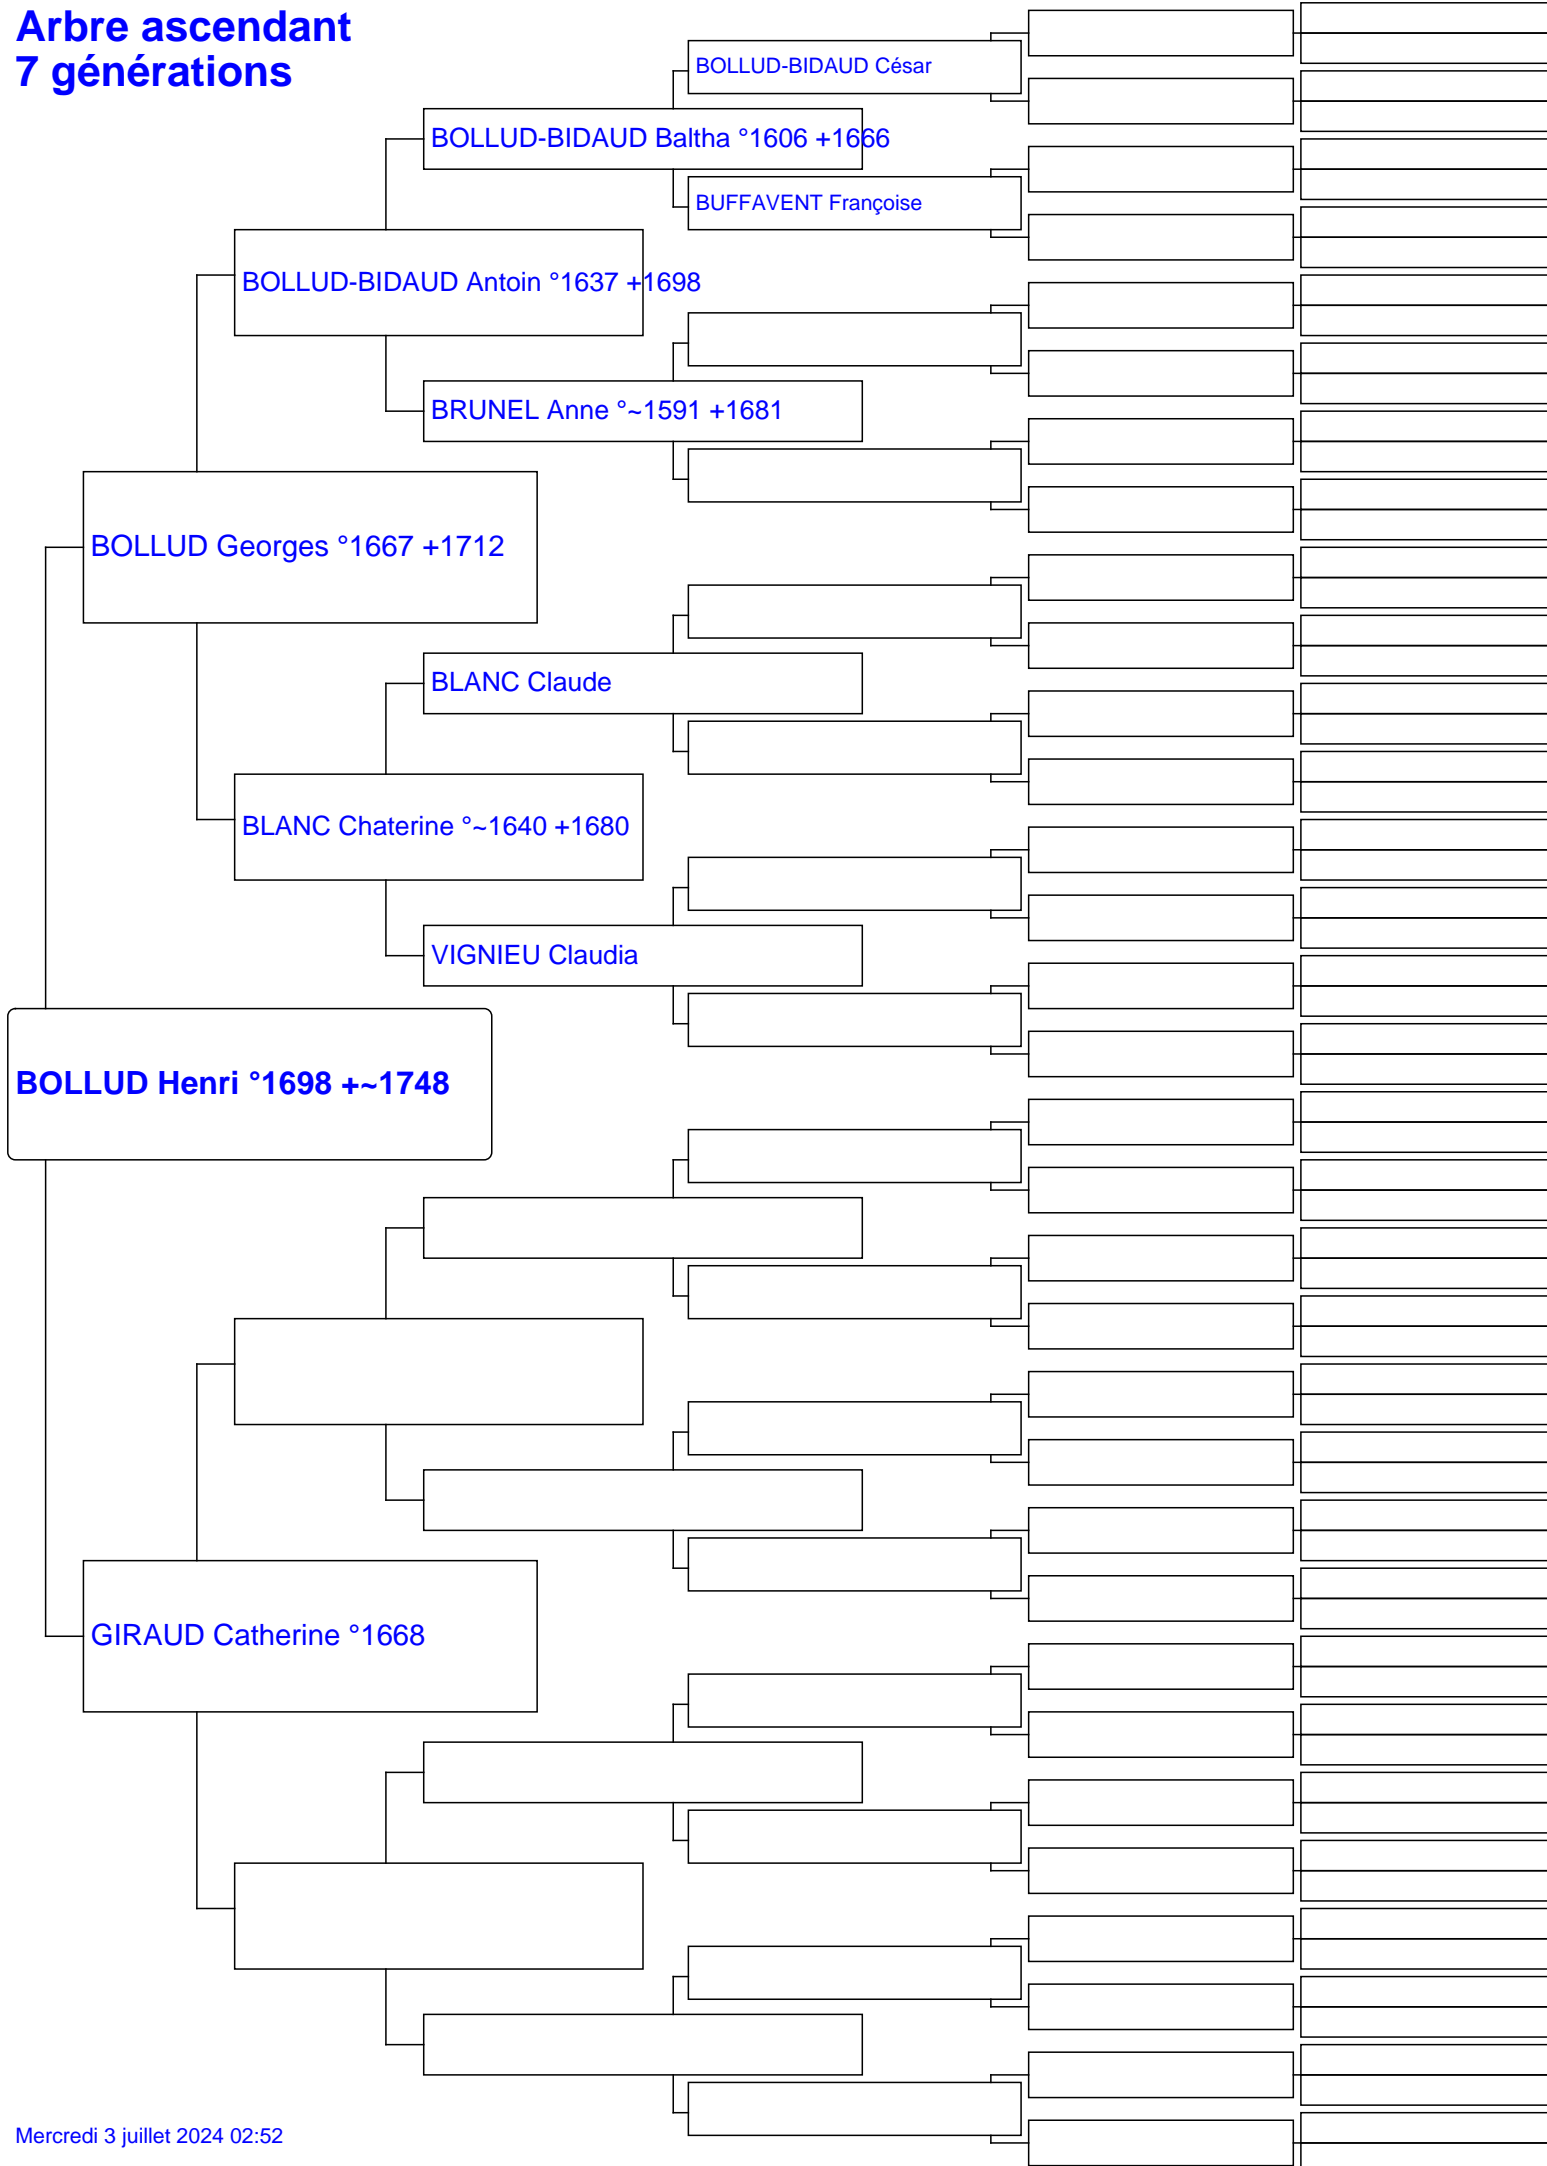 Arbre ascendant
7 générations
BOLLUD-BIDAUD César
BOLLUD-BIDAUD Baltha °1606 +1666
BUFFAVENT Françoise
BOLLUD-BIDAUD Antoin °1637 +1698
BRUNEL Anne °~1591 +1681
BOLLUD Georges °1667 +1712
BLANC Claude
BLANC Chaterine °~1640 +1680
VIGNIEU Claudia
BOLLUD Henri °1698 +~1748
GIRAUD Catherine °1668
Mercredi 3 juillet 2024 02:52